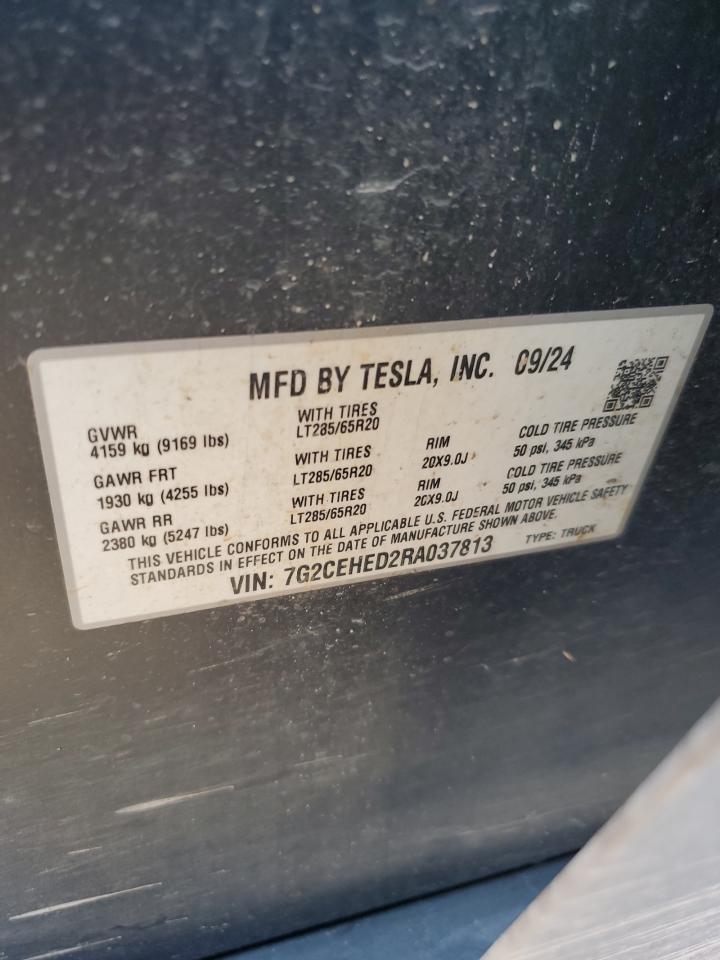 MFD BY TESLA, INC. 09/24
GVWR WITH TIRES
4159 kg (9169 lbs) LT285/65R20
GAWR FRT WITH TIRES RIM COLD TIRE PRESSURE
1930 kg (4255 lbs) LT285/65R20 20X9.0J 50 psi, 345 kPa
GAWR RR WITH TIRES RIM COLD TIRE PRESSURE
2380 kg (5247 lbs) LT285/65R20 20X9.0J 50 psi, 345 kPa
THIS VEHICLE CONFORMS TO ALL APPLICABLE U.S. FEDERAL MOTOR VEHICLE SAFETY
STANDARDS IN EFFECT ON THE DATE OF MANUFACTURE SHOWN ABOVE.
VIN: 7G2CEHED2RA037813 TYPE: TRUCK